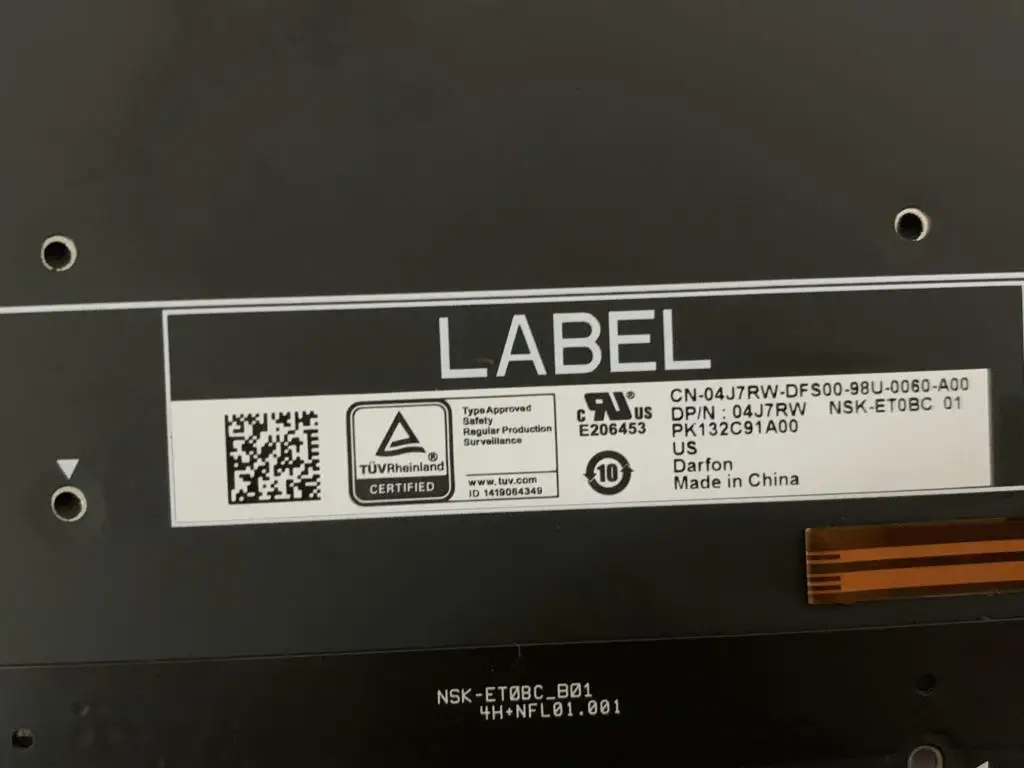 LABEL
TÜVRheinland
CERTIFIED
Type Approved
Safety
Regular Production
Surveillance
www.tuv.com
ID 1419064349
c RU® US
E206453
10
CN-04J7RW-DFS00-98U-0060-A00
DP/N : 04J7RW NSK-ET0BC 01
PK132C91A00
US
Darfon
Made in China
NSK-ET0BC_B01
4H+NFL01.001